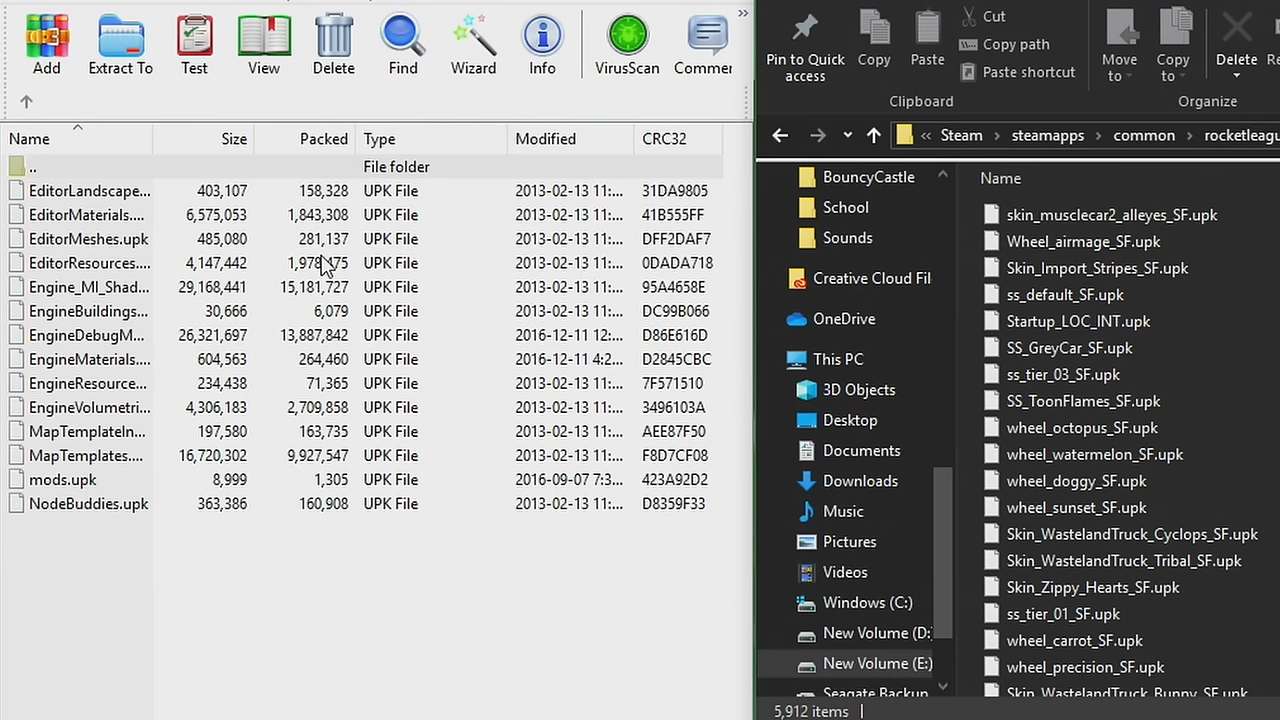 Add
Extract To
Test
View
Delete
Find
Wizard
Info
VirusScan
Commer
Name Size Packed Type Modified CRC32
.. File folder
EditorLandscape... 403,107 158,328 UPK File 2013-02-13 11:... 31DA9805
EditorMaterials.... 6,575,053 1,843,308 UPK File 2013-02-13 11:... 41B555FF
EditorMeshes.upk 485,080 281,137 UPK File 2013-02-13 11:... DFF2DAF7
EditorResources.... 4,147,442 UPK File 2013-02-13 11:... 0DADA718
Engine_MI_Shad... 29,168,441 15,181,727 UPK File 2013-02-13 11:... 95A4658E
EngineBuildings... 30,666 6,079 UPK File 2013-02-13 11:... DC99B066
EngineDebugM... 26,321,697 13,887,842 UPK File 2016-12-11 12:... D86E616D
EngineMaterials.... 604,563 264,460 UPK File 2016-12-11 4:2... D2845CBC
EngineResource... 234,438 71,365 UPK File 2013-02-13 11:... 7F571510
EngineVolumetri... 4,306,183 2,709,858 UPK File 2013-02-13 11:... 3496103A
MapTemplateIn... 197,580 163,735 UPK File 2013-02-13 11:... AEE87F50
MapTemplates.... 16,720,302 9,927,547 UPK File 2013-02-13 11:... F8D7CF08
mods.upk 8,999 1,305 UPK File 2016-09-07 7:3... 423A92D2
NodeBuddies.upk 363,386 160,908 UPK File 2013-02-13 11:... D8359F33
Pin to Quick
access
Copy
Paste
Cut
Copy path
Paste shortcut
Move
to
Copy
to
Delete
Re
Clipboard
Organize
« Steam > steamapps > common > rocketleagu
BouncyCastle
School
Sounds
Creative Cloud Fil
OneDrive
This PC
3D Objects
Desktop
Documents
Downloads
Music
Pictures
Videos
Windows (C:)
New Volume (D:
New Volume (E:)
Seagate Backup
Name
skin_musclecar2_alleyes_SF.upk
Wheel_airmage_SF.upk
Skin_Import_Stripes_SF.upk
ss_default_SF.upk
Startup_LOC_INT.upk
SS_GreyCar_SF.upk
ss_tier_03_SF.upk
SS_ToonFlames_SF.upk
wheel_octopus_SF.upk
wheel_watermelon_SF.upk
wheel_doggy_SF.upk
wheel_sunset_SF.upk
Skin_WastelandTruck_Cyclops_SF.upk
Skin_WastelandTruck_Tribal_SF.upk
Skin_Zippy_Hearts_SF.upk
ss_tier_01_SF.upk
wheel_carrot_SF.upk
wheel_precision_SF.upk
Skin_WastelandTruck_Bunny_SF.upk
5,912 items